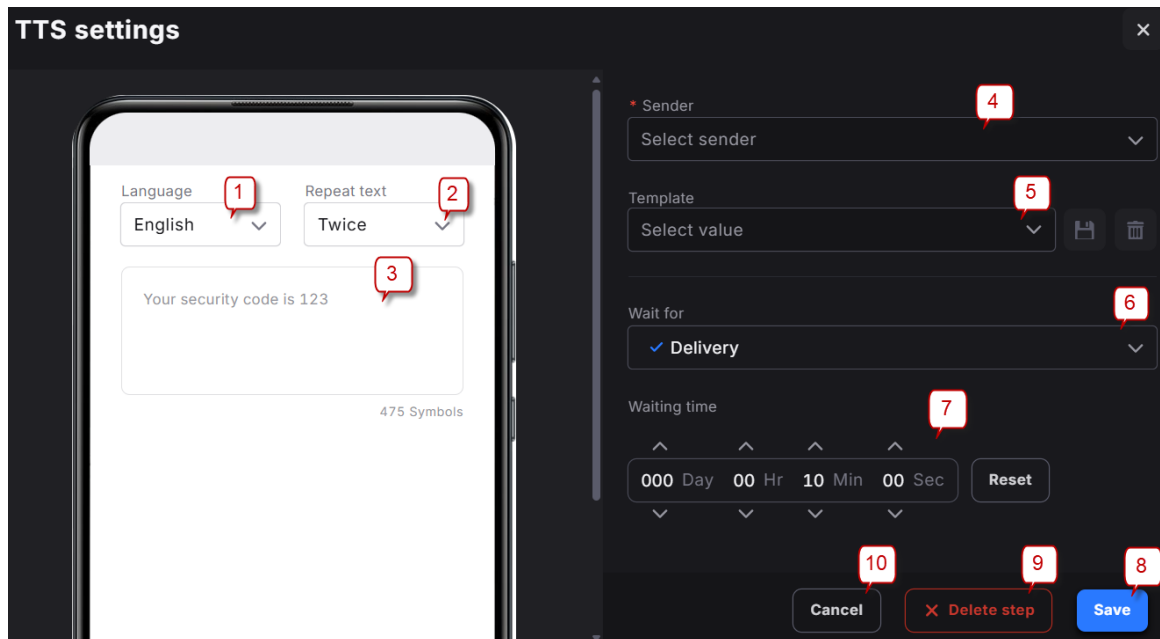 TTS settings
Language
1
Repeat text
2
English
Twice
3
Your security code is 123
475 Symbols
* Sender
4
Select sender
Template
5
Select value
Wait for
6
Delivery
Waiting time
7
000 Day 00 Hr 10 Min 00 Sec
Reset
10
9
8
Cancel
Delete step
Save